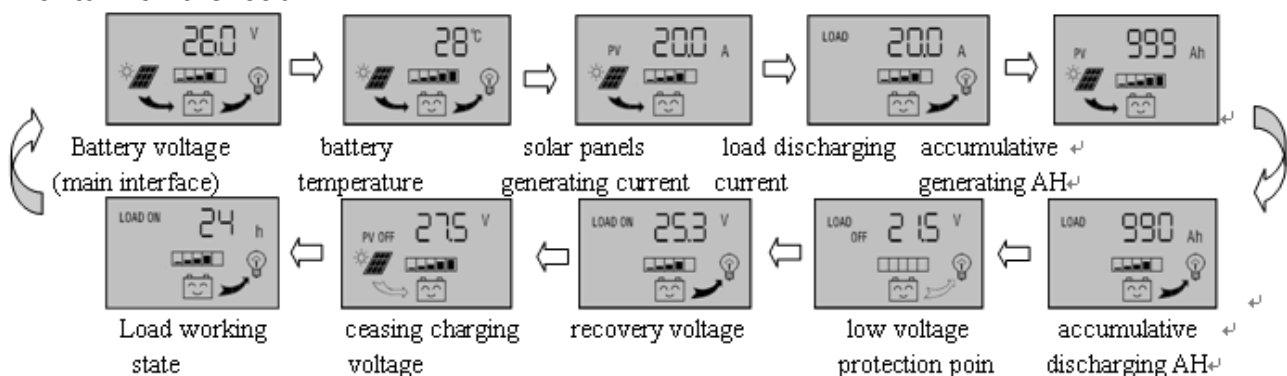 26.0 V
28 ℃
PV 20.0 A
LOAD 20.0 A
PV 999 Ah
Battery voltage
(main interface)
battery
temperature
solar panels
generating current
load discharging
current
accumulative
generating AH
LOAD ON 24 h
PV OFF 27.5 V
LOAD ON 25.3 V
LOAD OFF 21.5 V
LOAD 990 Ah
Load working
state
ceasing charging
voltage
recovery voltage
low voltage
protection poin
accumulative
discharging AH